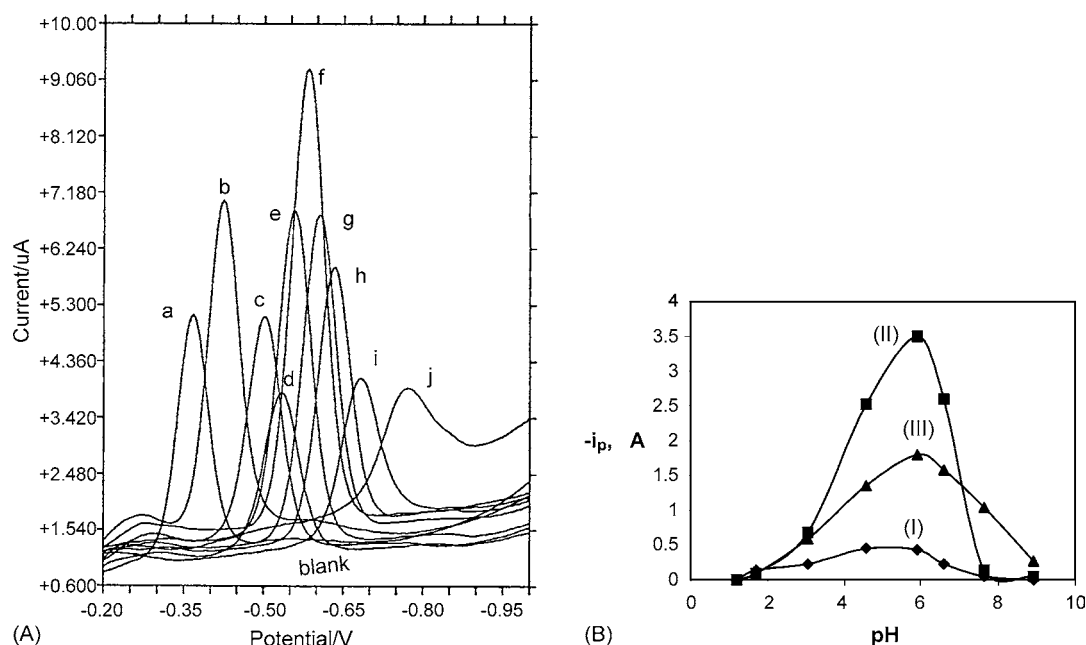 +10.00
+9.060
+8.120
+7.180
+6.240
+5.300
+4.360
+3.420
+2.480
+1.540
+0.600
Current/uA
a
b
c
d
e
f
g
h
i
j
blank
-0.20
-0.35
-0.50
-0.65
-0.80
-0.95
Potential/V
(A)
4
3.5
3
2.5
2
1.5
1
0.5
0
-ip, A
(II)
(III)
(I)
0
2
4
6
8
10
pH
(B)